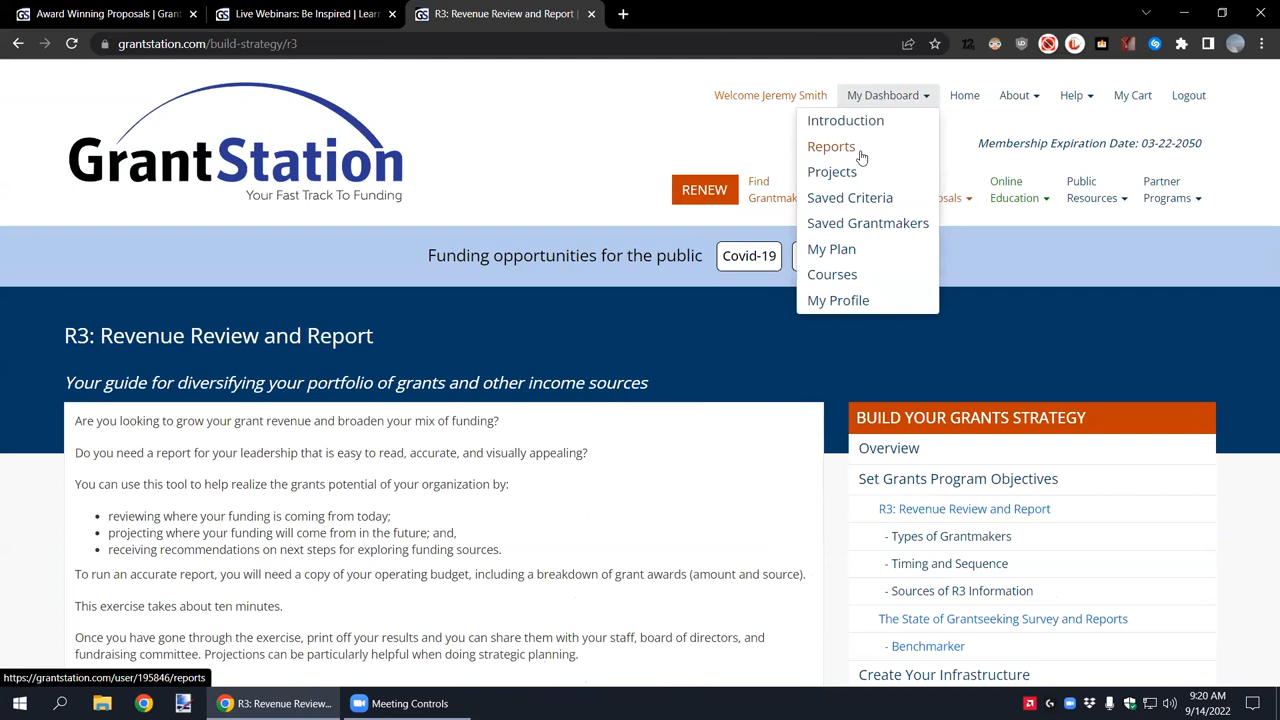 Award Winning Proposals | Grants
Live Webinars: Be Inspired | Learn
R3: Revenue Review and Report |
grantstation.com/build-strategy/r3
Welcome Jeremy Smith
My Dashboard
Home
About
Help
My Cart
Logout
Introduction
Reports
Projects
Saved Criteria
Saved Grantmakers
My Plan
Courses
My Profile
Membership Expiration Date: 03-22-2050
GrantStation
Your Fast Track To Funding
RENEW
Find
Grantmak
osals
Online
Education
Public
Resources
Partner
Programs
Funding opportunities for the public
Covid-19
R3: Revenue Review and Report
Your guide for diversifying your portfolio of grants and other income sources
Are you looking to grow your grant revenue and broaden your mix of funding?
Do you need a report for your leadership that is easy to read, accurate, and visually appealing?
You can use this tool to help realize the grants potential of your organization by:
• reviewing where your funding is coming from today;
• projecting where your funding will come from in the future; and,
• receiving recommendations on next steps for exploring funding sources.
To run an accurate report, you will need a copy of your operating budget, including a breakdown of grant awards (amount and source).
This exercise takes about ten minutes.
Once you have gone through the exercise, print off your results and you can share them with your staff, board of directors, and
fundraising committee. Projections can be particularly helpful when doing strategic planning.
BUILD YOUR GRANTS STRATEGY
Overview
Set Grants Program Objectives
R3: Revenue Review and Report
- Types of Grantmakers
- Timing and Sequence
- Sources of R3 Information
The State of Grantseeking Survey and Reports
- Benchmarker
Create Your Infrastructure
https://grantstation.com/user/195846/reports
R3: Revenue Review...
Meeting Controls
9:20 AM
9/14/2022